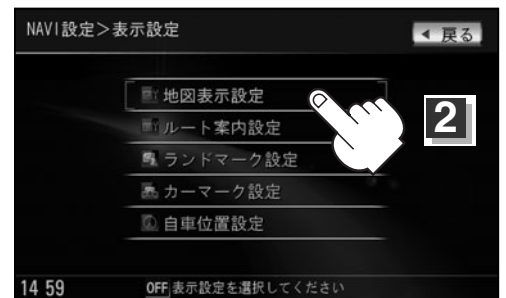 NAVI設定＞表示設定
◀ 戻る
地図表示設定
2
ルート案内設定
ランドマーク設定
カーマーク設定
自車位置設定
14 59
OFF 表示設定を選択してください